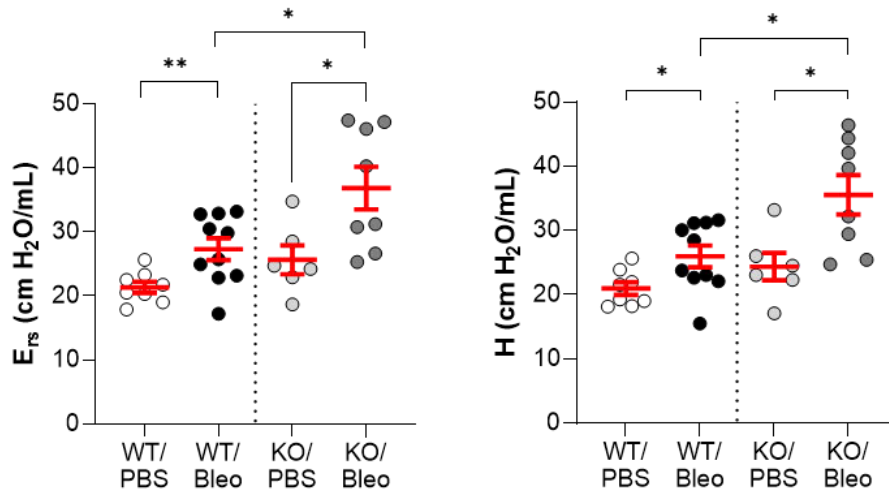 *
** *
50
40
30
20
10
0
E_rs (cm H₂O/mL)
WT/ WT/ KO/ KO/
PBS Bleo PBS Bleo
*
* *
50
40
30
20
10
0
H (cm H₂O/mL)
WT/ WT/ KO/ KO/
PBS Bleo PBS Bleo